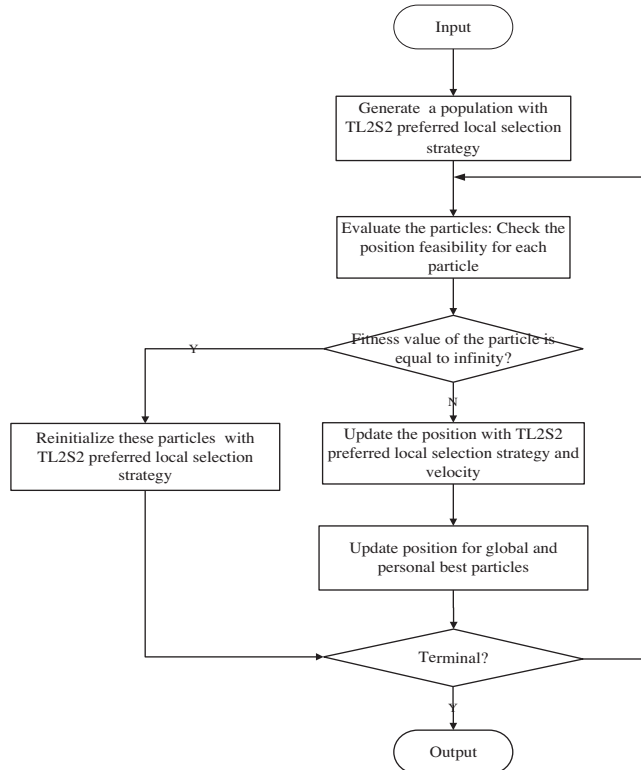 Input
Generate a population with
TL2S2 preferred local selection
strategy
Evaluate the particles: Check the
position feasibility for each
particle
Fitness value of the particle is
equal to infinity?
Y
N
Reinitialize these particles with
TL2S2 preferred local selection
strategy
Update the position with TL2S2
preferred local selection strategy and
velocity
Update position for global and
personal best particles
Terminal?
Y
Output